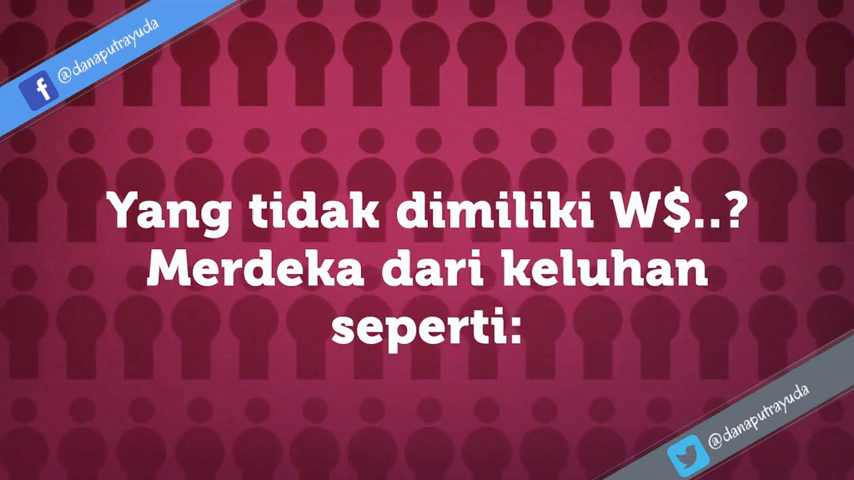 @danaputrayuda
Yang tidak dimiliki W$..?
Merdeka dari keluhan
seperti:
@danaputrayuda